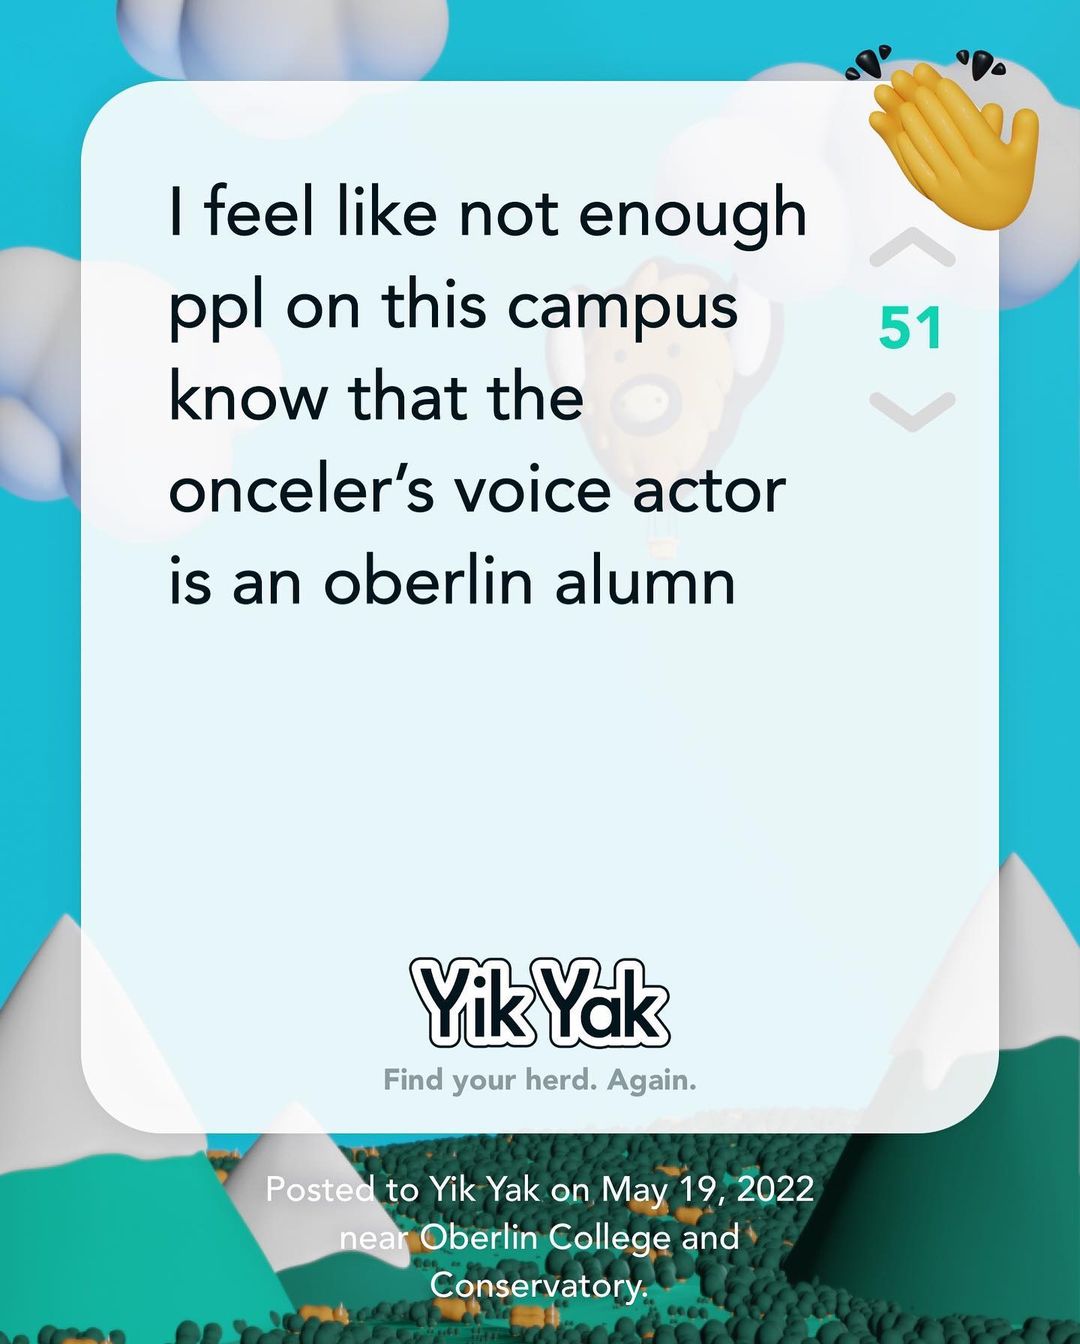 I feel like not enough
ppl on this campus
know that the
onceler’s voice actor
is an oberlin alumn
51
Yik Yak
Find your herd. Again.
Posted to Yik Yak on May 19, 2022
near Oberlin College and
Conservatory.